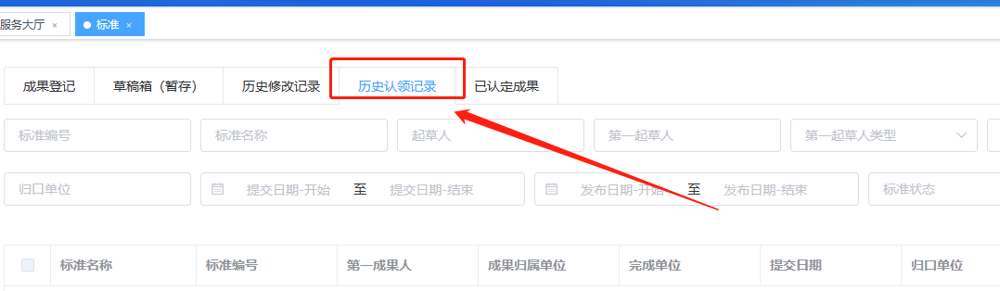 服务大厅 × 标准 ×
成果登记 草稿箱（暂存） 历史修改记录 历史认领记录 已认定成果
标准编号 标准名称 起草人 第一起草人 第一起草人类型
归口单位 提交日期-开始 至 提交日期-结束 发布日期-开始 至 发布日期-结束 标准状态
标准名称 标准编号 第一成果人 成果归属单位 完成单位 提交日期 归口单位